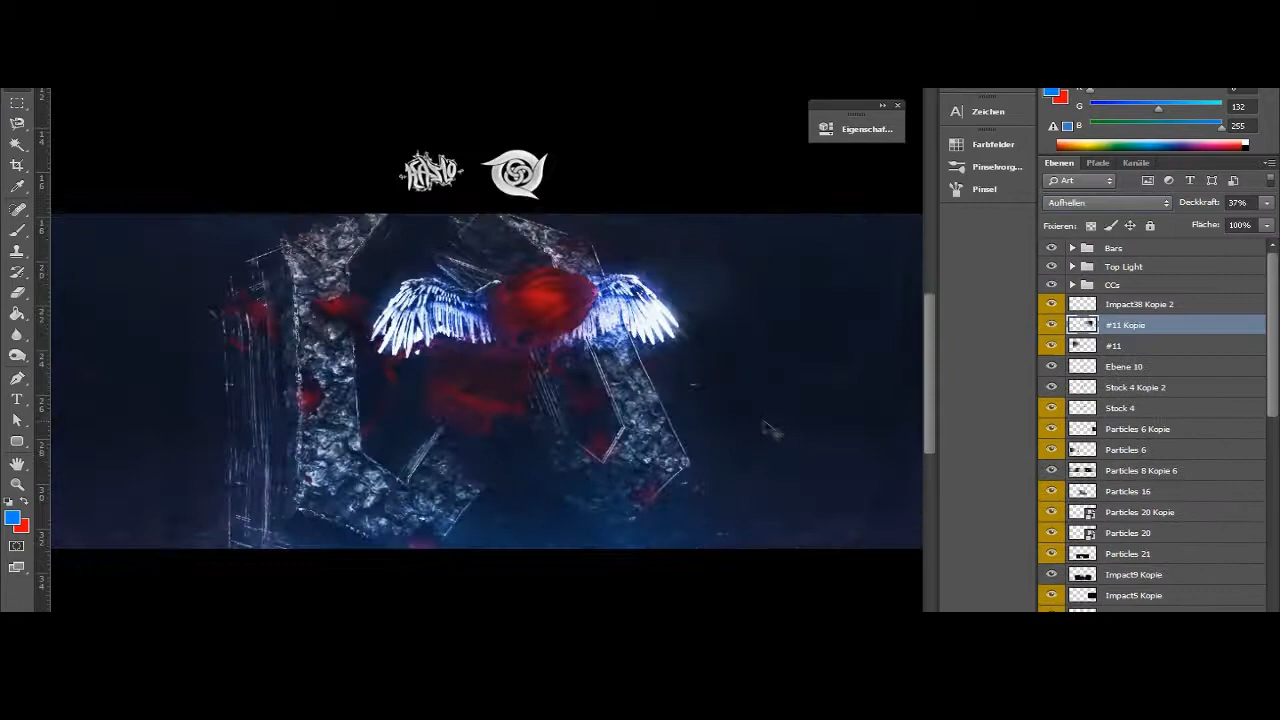 Zeichen
Farbfelder
Pinselvorg...
Pinsel
Eigenschaf...
G 132
B 255
Ebenen Pfade Kanäle
Art
Aufhellen Deckkraft: 37%
Fixieren: Fläche: 100%
Bars
Top Light
CCs
Impact38 Kopie 2
#11 Kopie
#11
Ebene 10
Stock 4 Kopie 2
Stock 4
Particles 6 Kopie
Particles 6
Particles 8 Kopie 6
Particles 16
Particles 20 Kopie
Particles 20
Particles 21
Impact9 Kopie
Impact5 Kopie